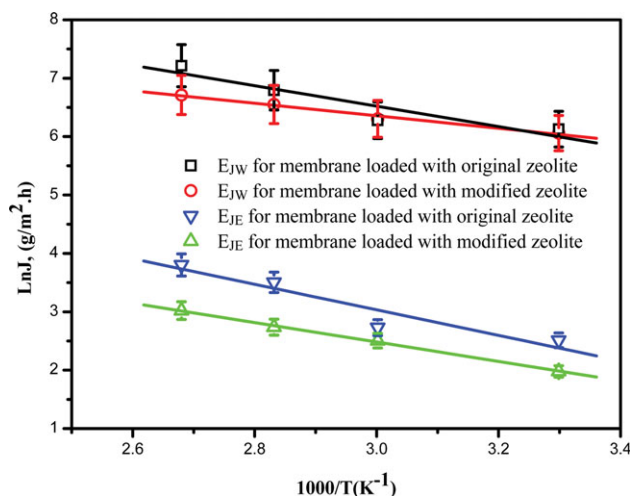 8
7
6
5
4
3
2
1
LnJ, (g/m².h)
E_JW for membrane loaded with original zeolite
E_JW for membrane loaded with modified zeolite
E_JE for membrane loaded with original zeolite
E_JE for membrane loaded with modified zeolite
2.6 2.8 3.0 3.2 3.4
1000/T(K⁻¹)